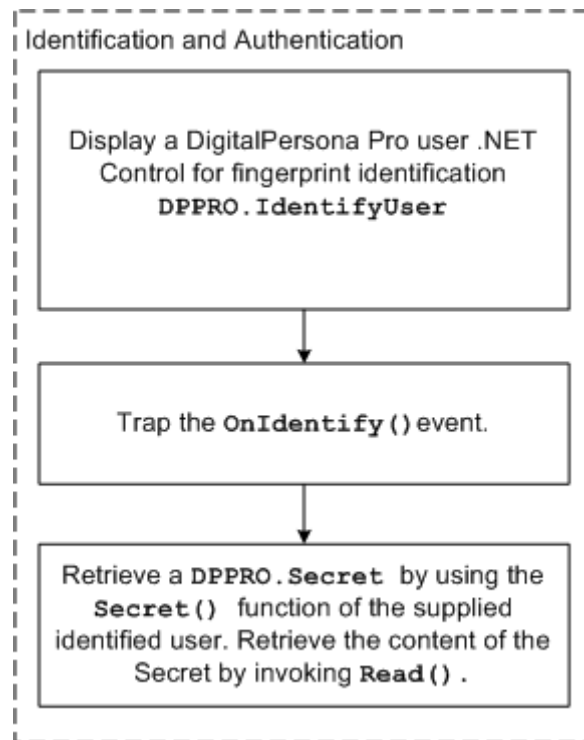 Identification and Authentication
Display a DigitalPersona Pro user .NET
Control for fingerprint identification
DPPRO.IdentifyUser
Trap the OnIdentify() event.
Retrieve a DPPRO.Secret by using the
Secret() function of the supplied
identified user. Retrieve the content of the
Secret by invoking Read().